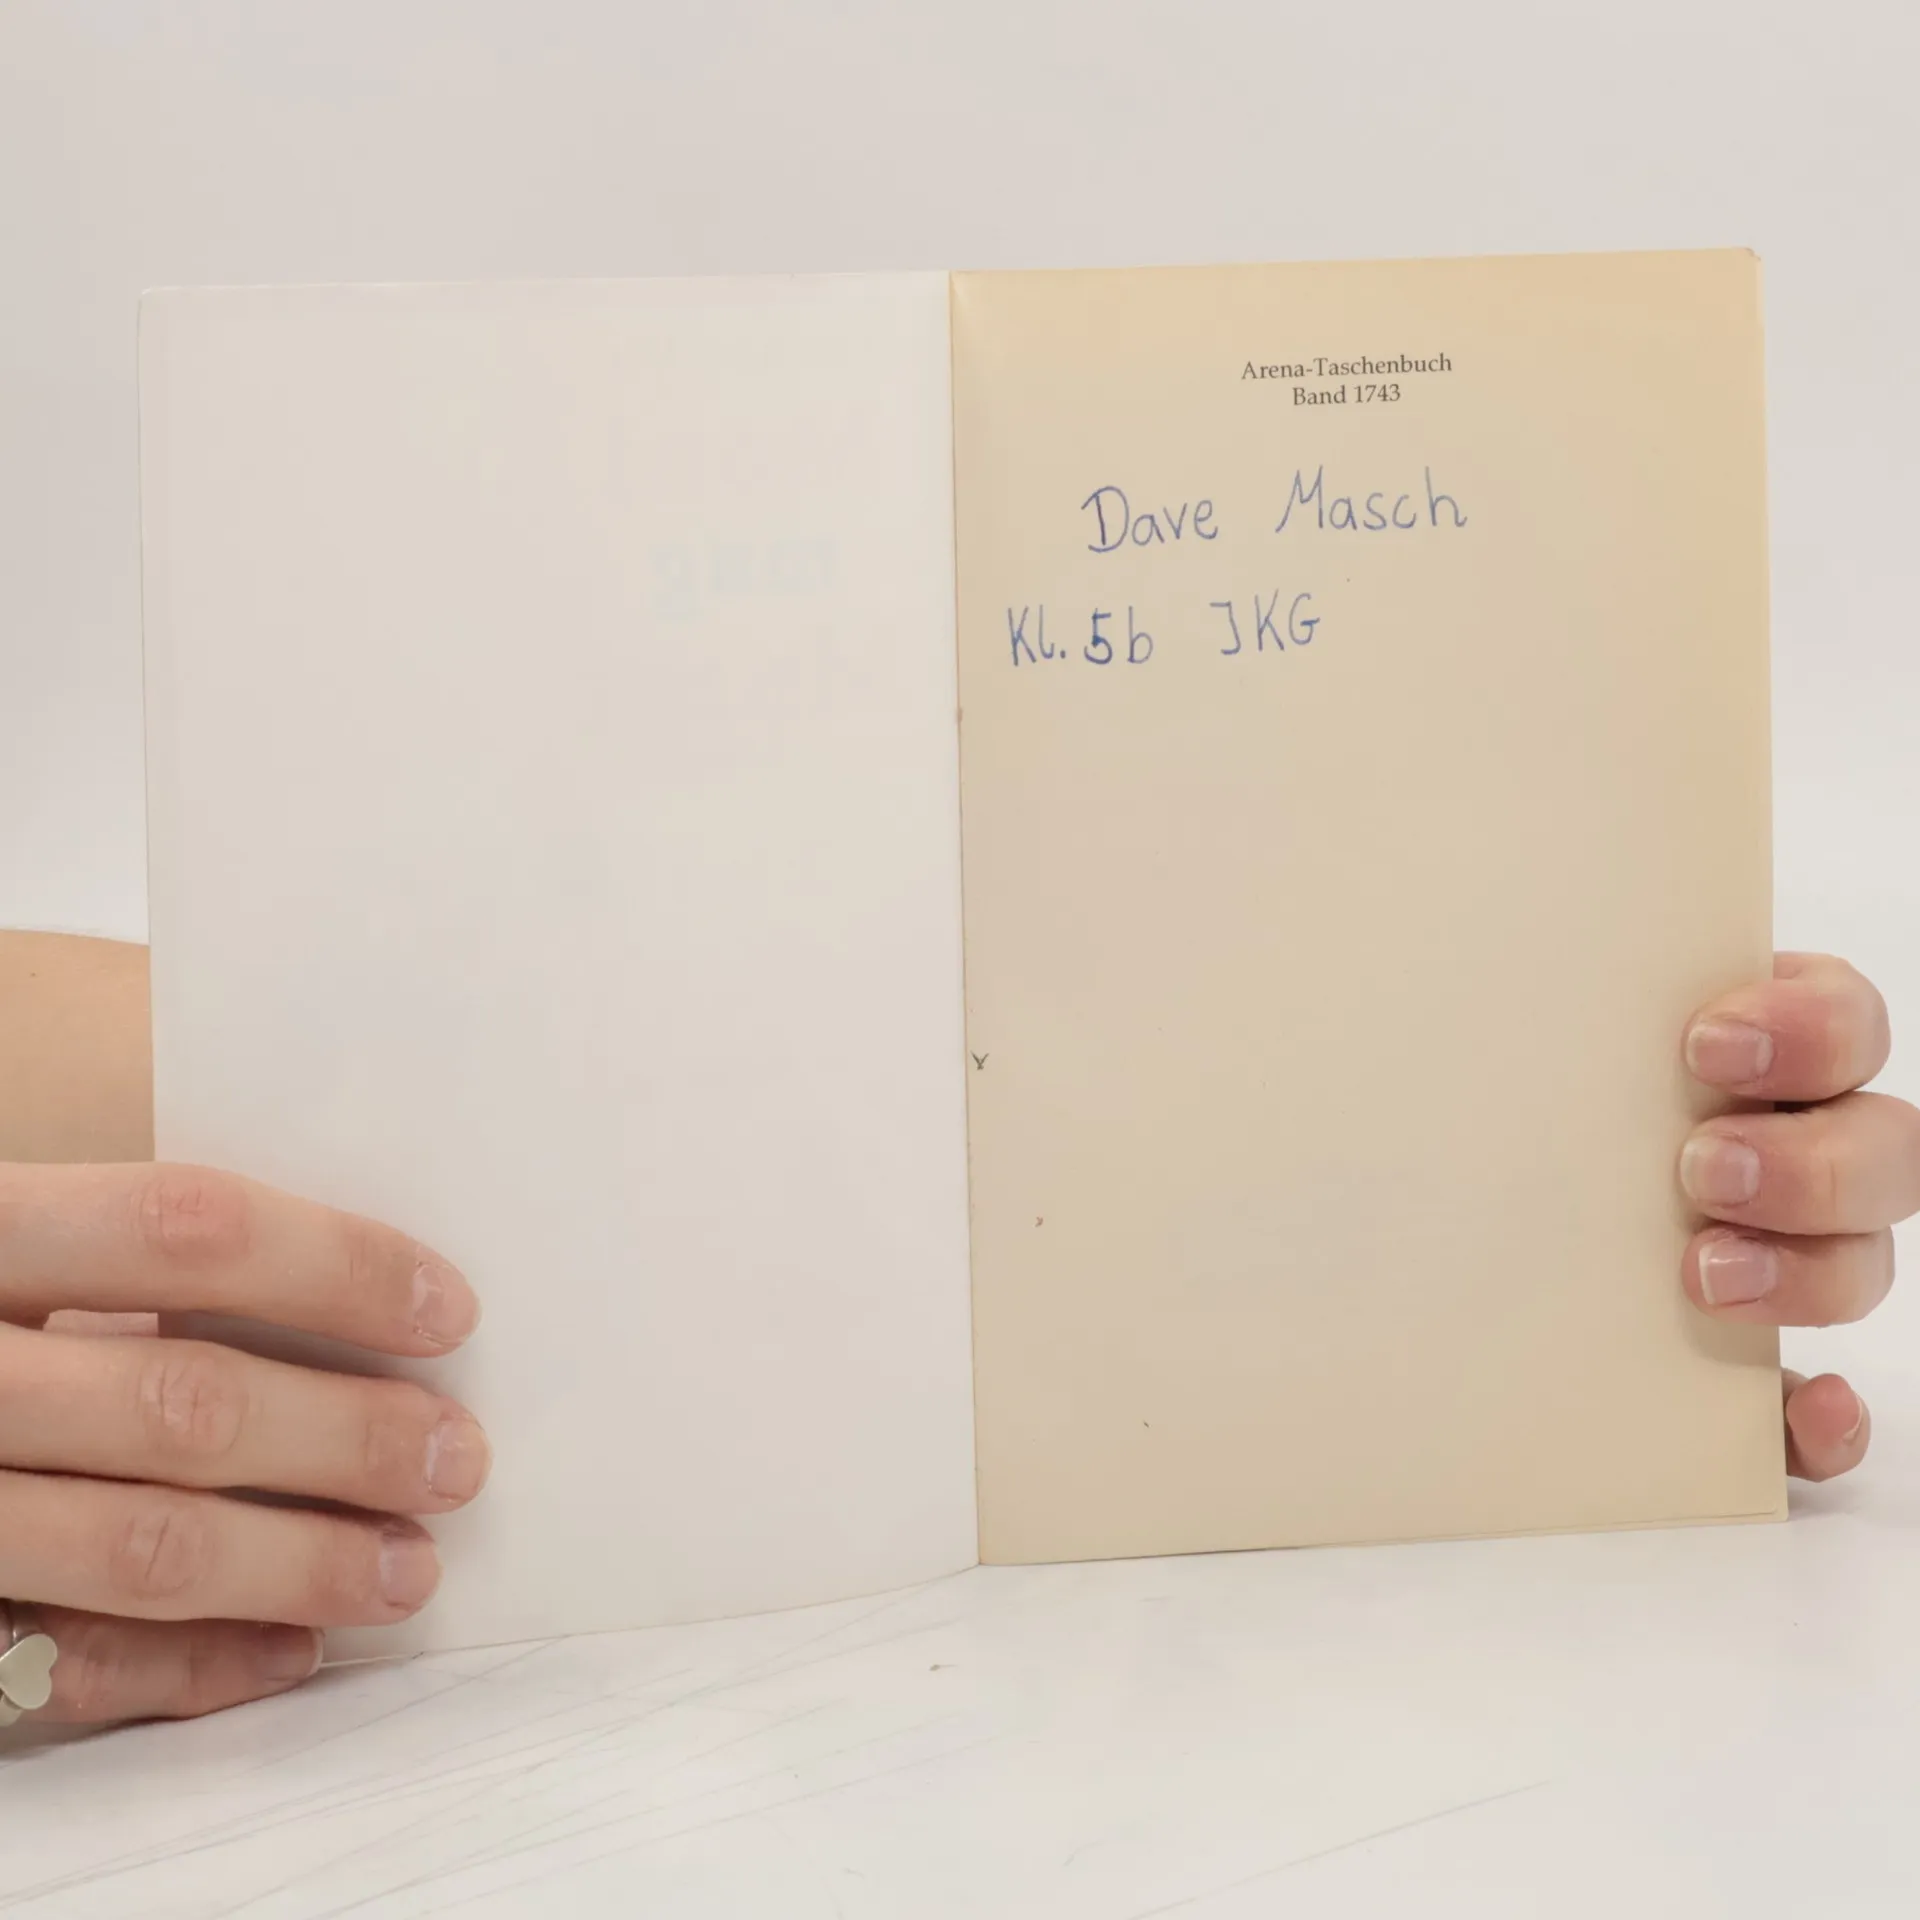 Arena-Taschenbuch
Band 1743
Dave Masch
Kl. 5b JKG